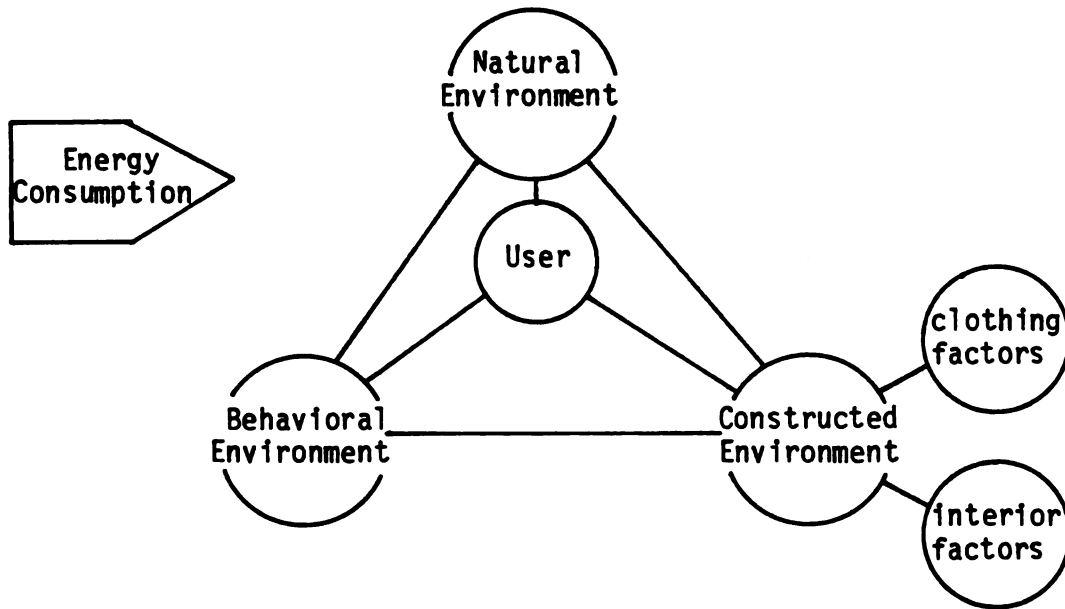 Natural
Environment
Energy
Consumption
User
clothing
factors
Behavioral
Environment
Constructed
Environment
interior
factors